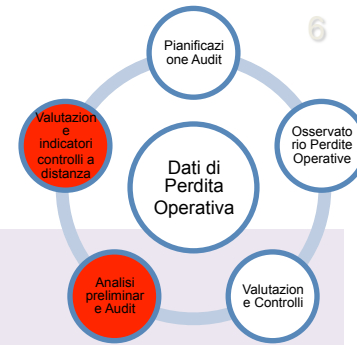 6
Pianificazi
one Audit
Osservato
rio Perdite
Operative
Valutazion
e Controlli
Analisi
preliminar
e Audit
Valutazion
e
indicatori
controlli a
distanza
Dati di
Perdita
Operativa